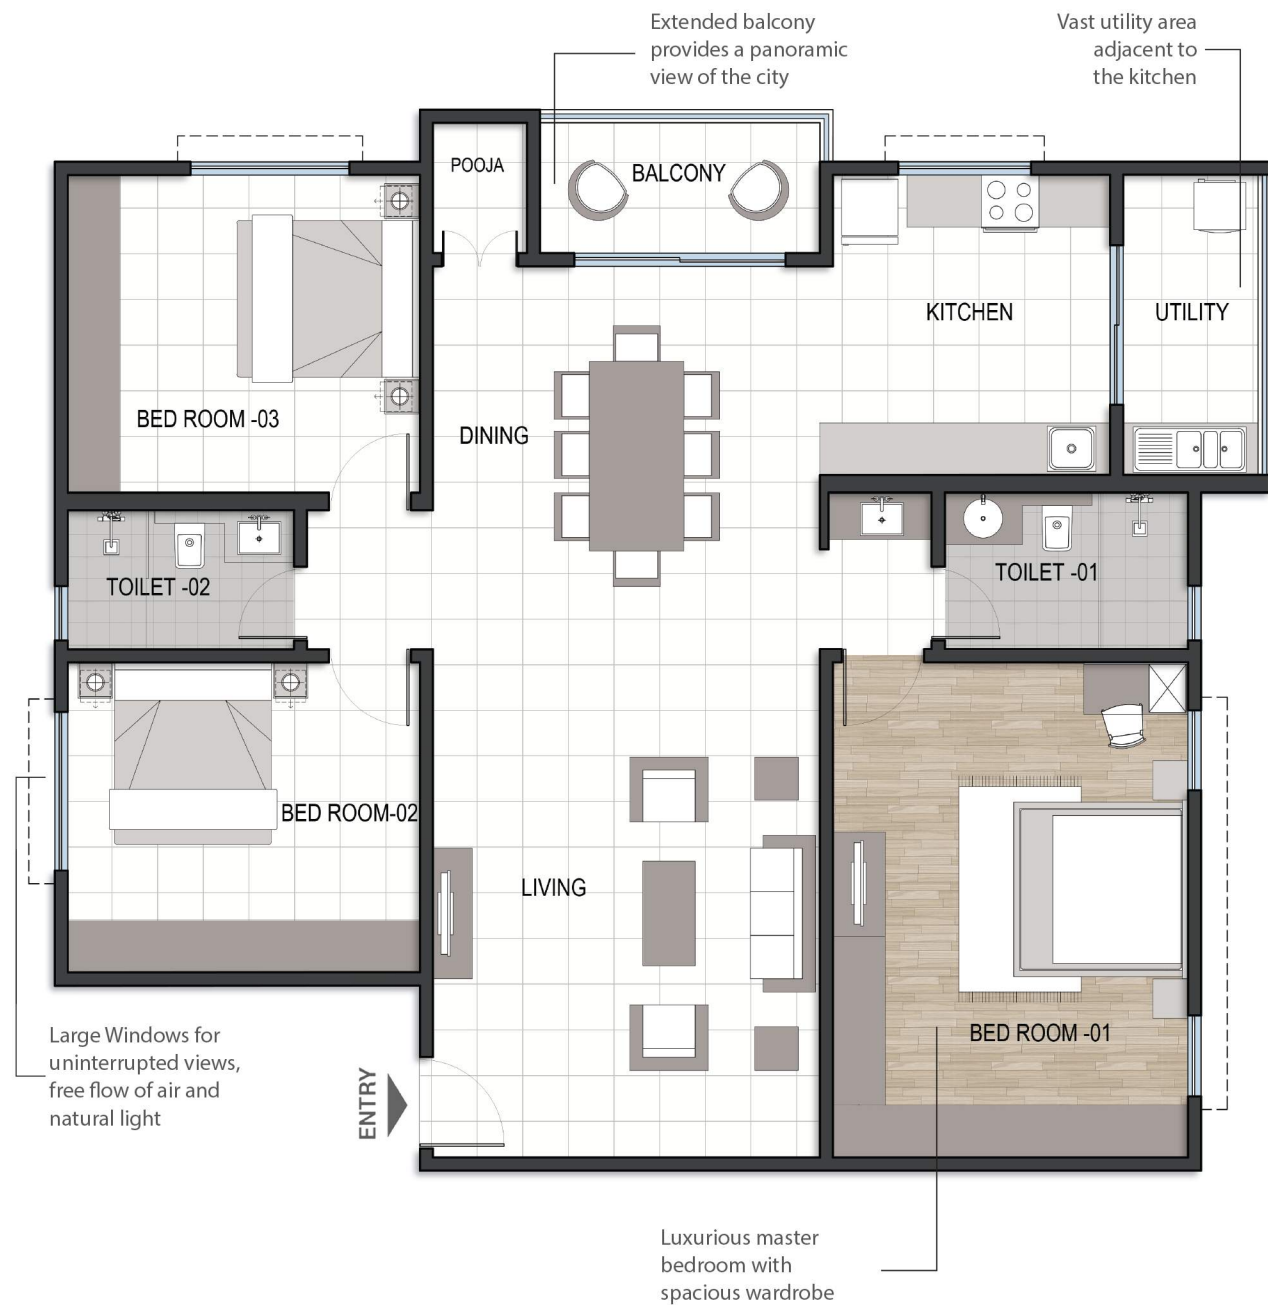 Extended balcony
provides a panoramic
view of the city
Vast utility area
adjacent to
the kitchen
POOJA
BALCONY
KITCHEN
UTILITY
BED ROOM -03
DINING
TOILET -02
TOILET -01
BED ROOM-02
LIVING
BED ROOM -01
ENTRY
Large Windows for
uninterrupted views,
free flow of air and
natural light
Luxurious master
bedroom with
spacious wardrobe